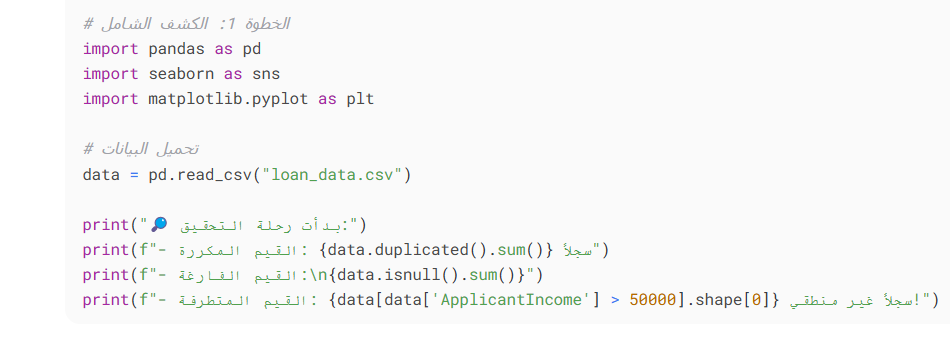 # الخطوة 1: الكشف الشامل
import pandas as pd
import seaborn as sns
import matplotlib.pyplot as plt
# تحميل البيانات
data = pd.read_csv("loan_data.csv")
print("🔎 بدأت رحلة التحقيق:")
print(f"- القيم المكررة: {data.duplicated().sum()} سجلاً")
print(f"- القيم الفارغة:\n{data.isnull().sum()}")
print(f"- القيم المتطرفة: {data[data['ApplicantIncome'] > 50000].shape[0]} سجلاً غير منطقي!")